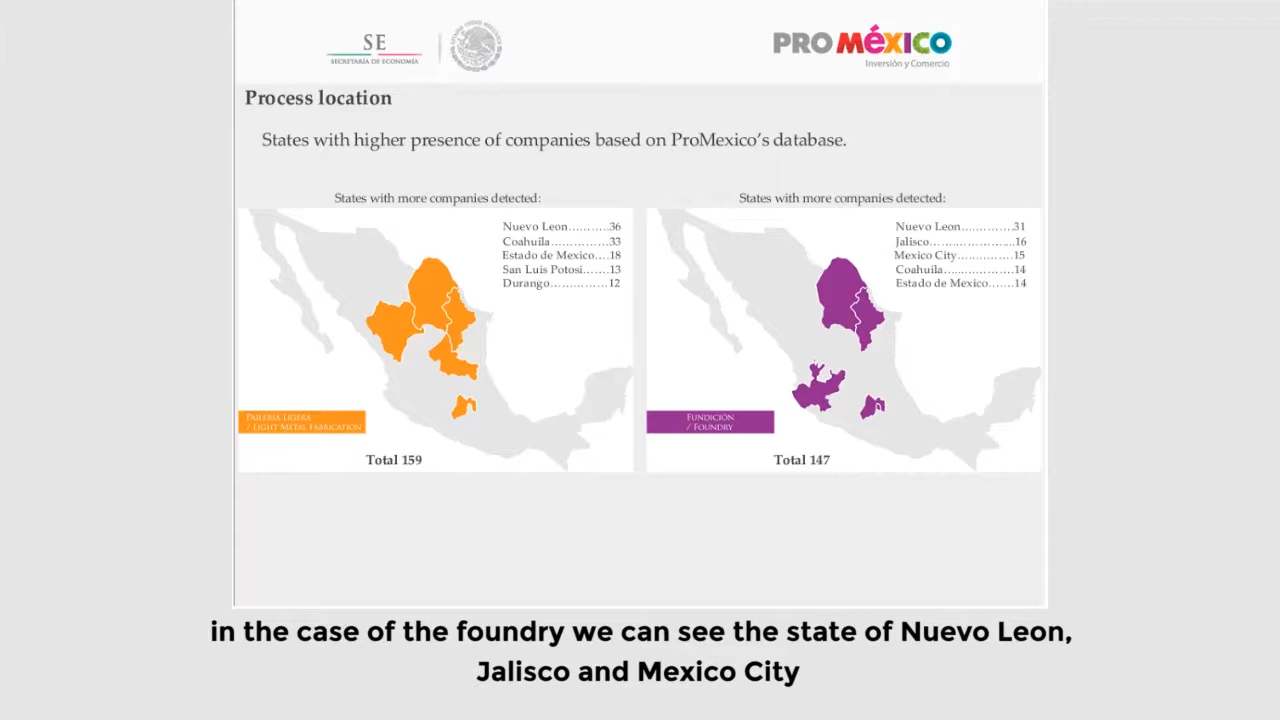 SE
SECRETARÍA DE ECONOMÍA
PRO MéXICO
Inversión y Comercio
Process location
States with higher presence of companies based on ProMexico's database.
States with more companies detected:
Nuevo Leon..........36
Coahuila..............33
Estado de Mexico....18
San Luis Potosi.......13
Durango...............12
PAILERÍA LIGERA
/ LIGHT METAL FABRICATION
Total 159
States with more companies detected:
Nuevo Leon.............31
Jalisco......................16
Mexico City..............15
Coahuila..................14
Estado de Mexico.......14
FUNDICIÓN
/ FOUNDRY
Total 147
in the case of the foundry we can see the state of Nuevo Leon,
Jalisco and Mexico City